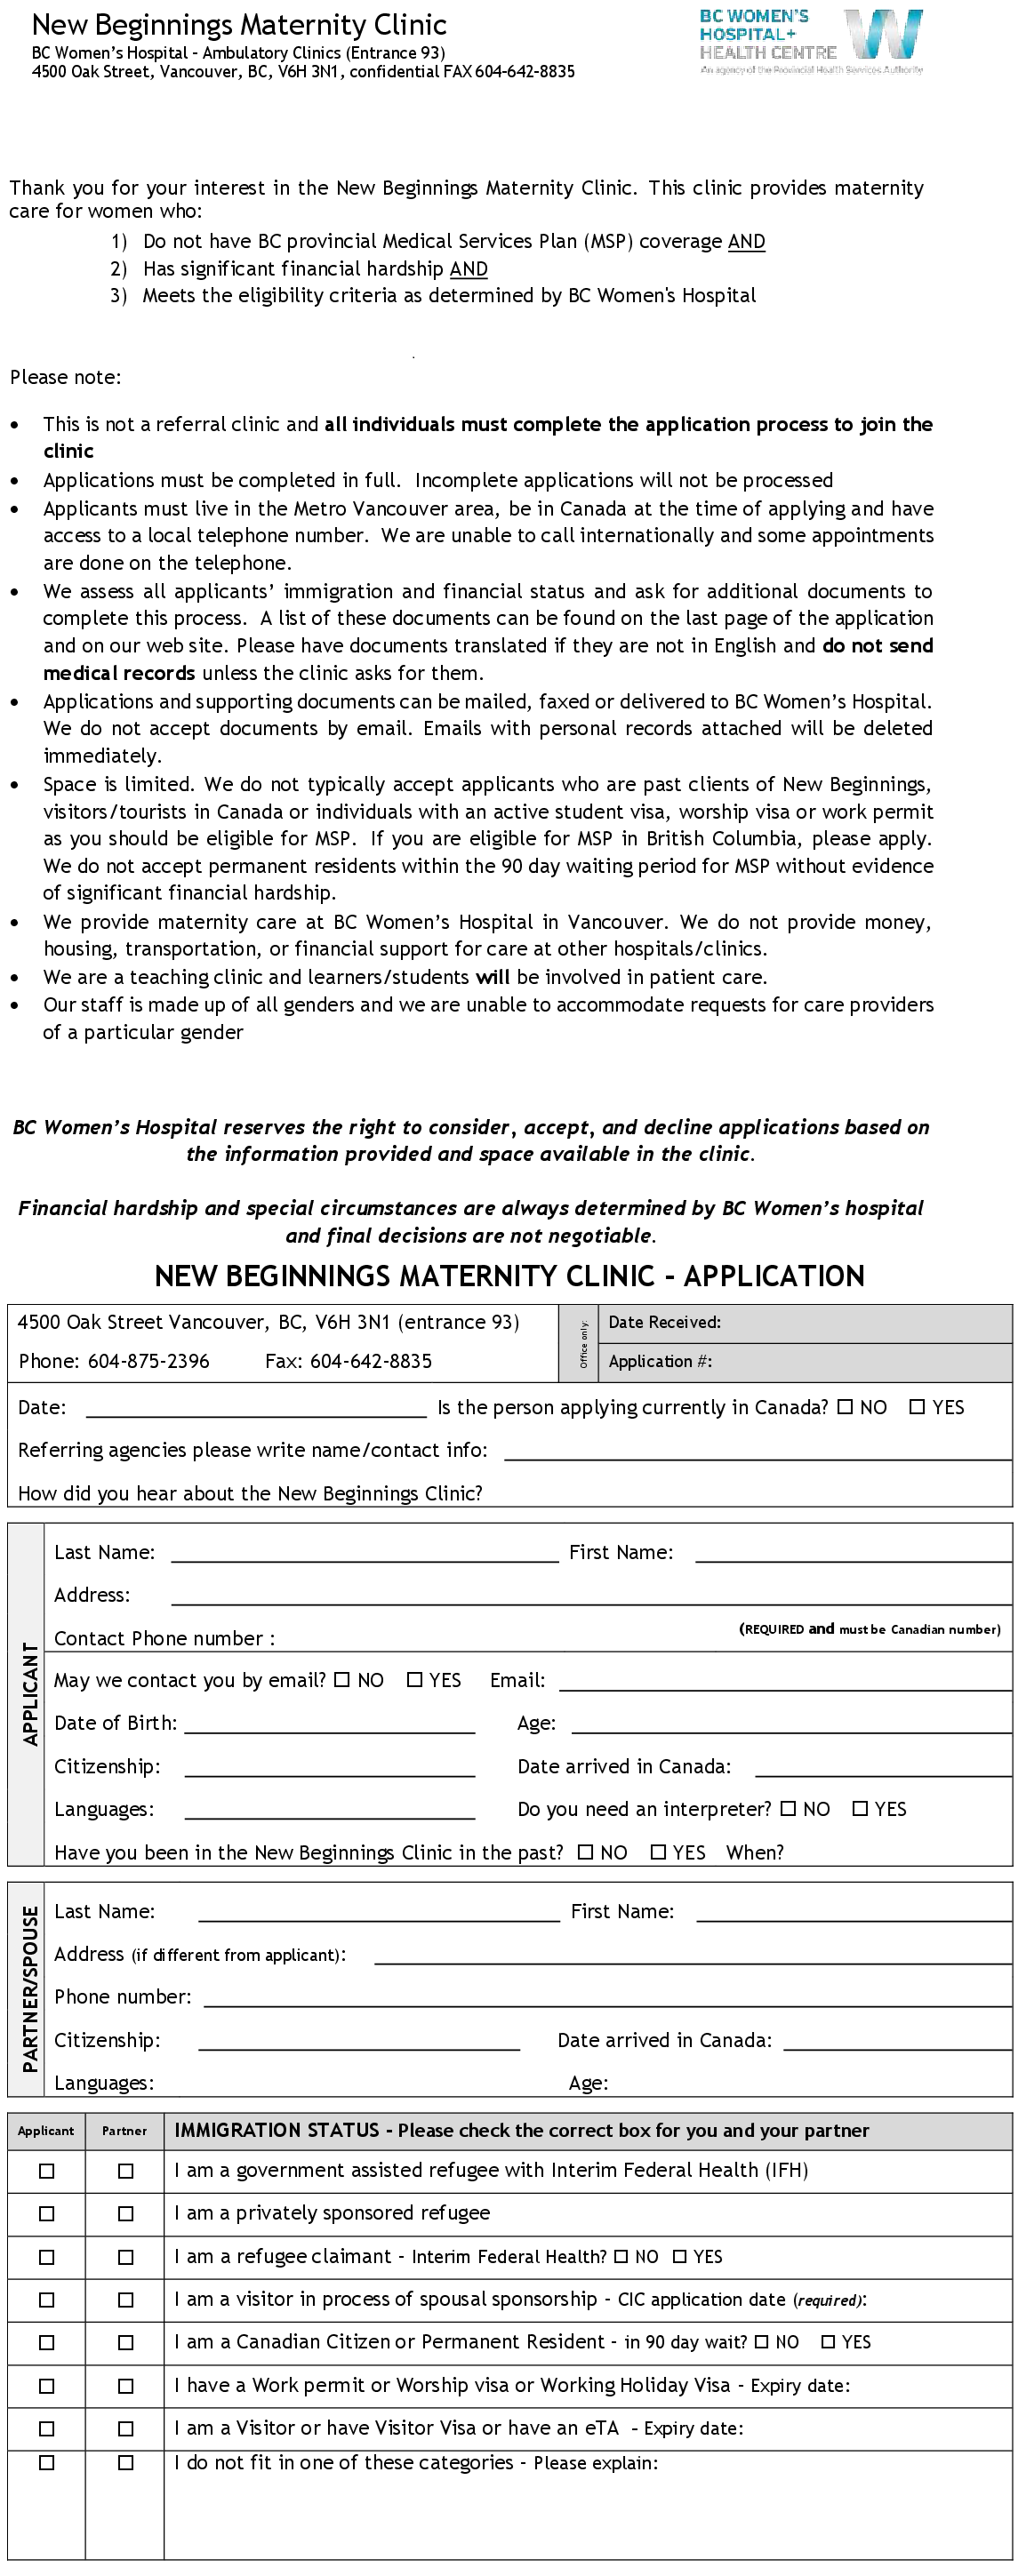 New Beginnings Maternity Clinic
BC Women's Hospital - Ambulatory Clinics (Entrance 93)
4500 Oak Street, Vancouver, BC, V6H 3N1, confidential FAX 604-642-8835
BC WOMEN'S
HOSPITAL+
HEALTH CENTRE
An agency of the Provincial Health Services Authority
Thank you for your interest in the New Beginnings Maternity Clinic. This clinic provides maternity
care for women who:
1) Do not have BC provincial Medical Services Plan (MSP) coverage AND
2) Has significant financial hardship AND
3) Meets the eligibility criteria as determined by BC Women's Hospital
Please note:
• This is not a referral clinic and all individuals must complete the application process to join the
clinic
• Applications must be completed in full. Incomplete applications will not be processed
• Applicants must live in the Metro Vancouver area, be in Canada at the time of applying and have
access to a local telephone number. We are unable to call internationally and some appointments
are done on the telephone.
• We assess all applicants' immigration and financial status and ask for additional documents to
complete this process. A list of these documents can be found on the last page of the application
and on our web site. Please have documents translated if they are not in English and do not send
medical records unless the clinic asks for them.
• Applications and supporting documents can be mailed, faxed or delivered to BC Women's Hospital.
We do not accept documents by email. Emails with personal records attached will be deleted
immediately.
• Space is limited. We do not typically accept applicants who are past clients of New Beginnings,
visitors/tourists in Canada or individuals with an active student visa, worship visa or work permit
as you should be eligible for MSP. If you are eligible for MSP in British Columbia, please apply.
We do not accept permanent residents within the 90 day waiting period for MSP without evidence
of significant financial hardship.
• We provide maternity care at BC Women's Hospital in Vancouver. We do not provide money,
housing, transportation, or financial support for care at other hospitals/clinics.
• We are a teaching clinic and learners/students will be involved in patient care.
• Our staff is made up of all genders and we are unable to accommodate requests for care providers
of a particular gender
BC Women's Hospital reserves the right to consider, accept, and decline applications based on
the information provided and space available in the clinic.
Financial hardship and special circumstances are always determined by BC Women's hospital
and final decisions are not negotiable.
NEW BEGINNINGS MATERNITY CLINIC - APPLICATION
4500 Oak Street Vancouver, BC, V6H 3N1 (entrance 93)
Phone: 604-875-2396 Fax: 604-642-8835
Office only:
Date Received:
Application #:
Date: Is the person applying currently in Canada? ☐ NO ☐ YES
Referring agencies please write name/contact info:
How did you hear about the New Beginnings Clinic?
APPLICANT
Last Name: First Name:
Address:
Contact Phone number : (REQUIRED and must be Canadian number)
May we contact you by email? ☐ NO ☐ YES Email:
Date of Birth: Age:
Citizenship: Date arrived in Canada:
Languages: Do you need an interpreter? ☐ NO ☐ YES
Have you been in the New Beginnings Clinic in the past? ☐ NO ☐ YES When?
PARTNER/SPOUSE
Last Name: First Name:
Address (if different from applicant):
Phone number:
Citizenship: Date arrived in Canada:
Languages: Age:
Applicant Partner IMMIGRATION STATUS - Please check the correct box for you and your partner
☐ ☐ I am a government assisted refugee with Interim Federal Health (IFH)
☐ ☐ I am a privately sponsored refugee
☐ ☐ I am a refugee claimant - Interim Federal Health? ☐ NO ☐ YES
☐ ☐ I am a visitor in process of spousal sponsorship - CIC application date (required):
☐ ☐ I am a Canadian Citizen or Permanent Resident - in 90 day wait? ☐ NO ☐ YES
☐ ☐ I have a Work permit or Worship visa or Working Holiday Visa - Expiry date:
☐ ☐ I am a Visitor or have Visitor Visa or have an eTA - Expiry date:
☐ ☐ I do not fit in one of these categories - Please explain: